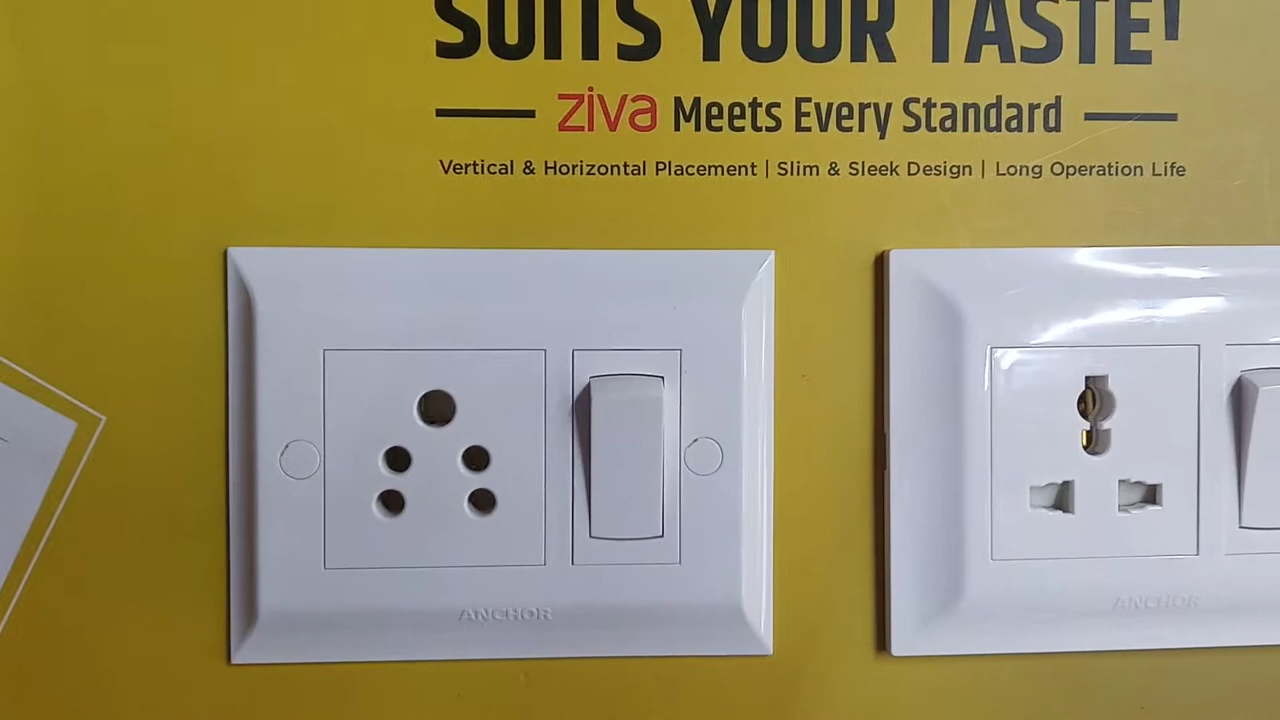 SUITS YOUR TASTE!
ziva Meets Every Standard
Vertical & Horizontal Placement | Slim & Sleek Design | Long Operation Life
ANCHOR
ANCHOR